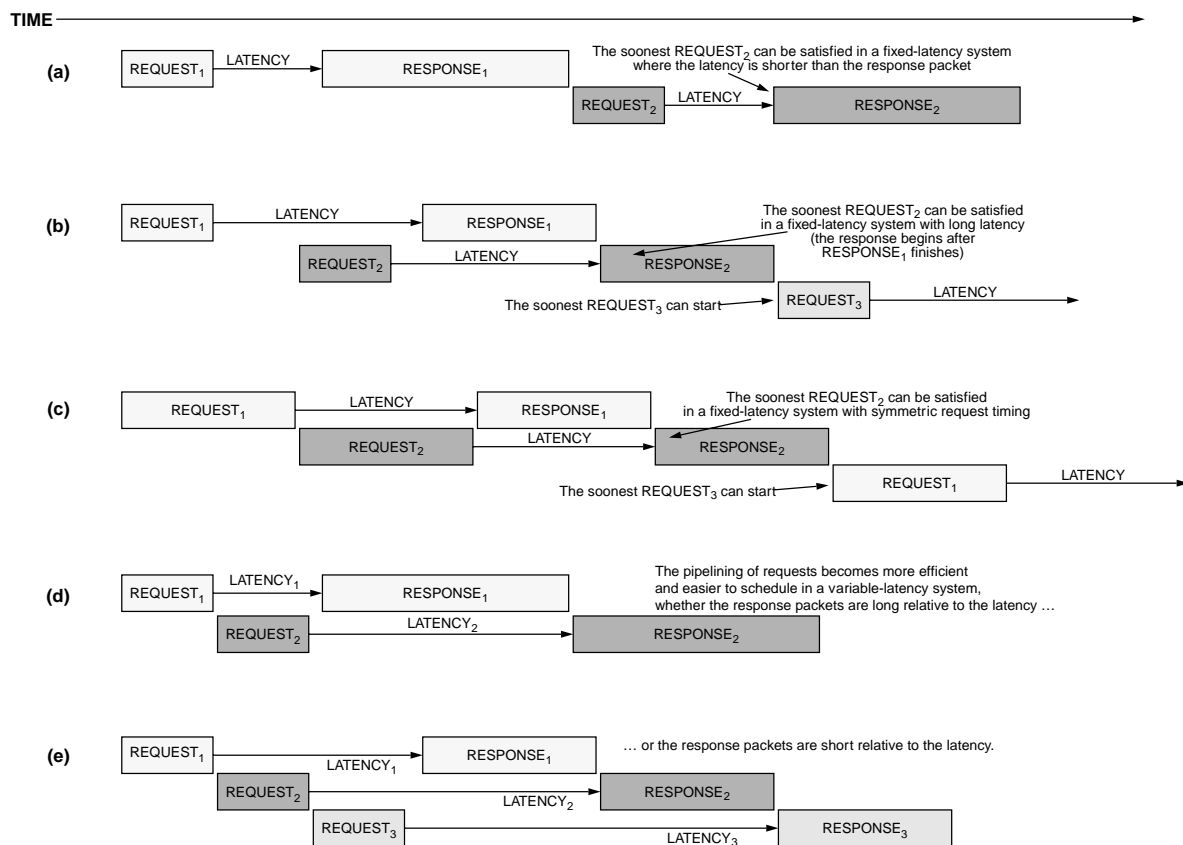 TIME
(a)
REQUEST1
LATENCY
RESPONSE1
The soonest REQUEST2 can be satisfied in a fixed-latency system
where the latency is shorter than the response packet
REQUEST2
LATENCY
RESPONSE2
(b)
REQUEST1
LATENCY
RESPONSE1
The soonest REQUEST2 can be satisfied
in a fixed-latency system with long latency
(the response begins after
RESPONSE1 finishes)
REQUEST2
LATENCY
RESPONSE2
The soonest REQUEST3 can start
REQUEST3
LATENCY
(c)
REQUEST1
LATENCY
RESPONSE1
The soonest REQUEST2 can be satisfied
in a fixed-latency system with symmetric request timing
REQUEST2
LATENCY
RESPONSE2
The soonest REQUEST3 can start
REQUEST1
LATENCY
(d)
REQUEST1
LATENCY1
RESPONSE1
The pipelining of requests becomes more efficient
and easier to schedule in a variable-latency system,
whether the response packets are long relative to the latency …
REQUEST2
LATENCY2
RESPONSE2
(e)
REQUEST1
LATENCY1
RESPONSE1
… or the response packets are short relative to the latency.
REQUEST2
LATENCY2
RESPONSE2
REQUEST3
LATENCY3
RESPONSE3